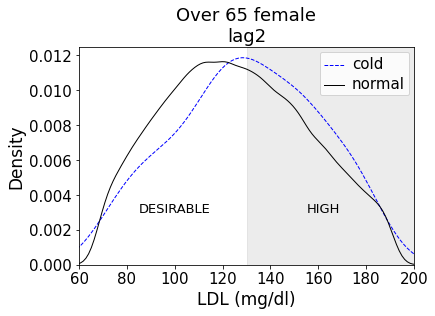 Over 65 female
lag2
cold
normal
0.012
0.010
0.008
0.006
0.004
0.002
0.000
Density
DESIRABLE
HIGH
60
80
100
120
140
160
180
200
LDL (mg/dl)